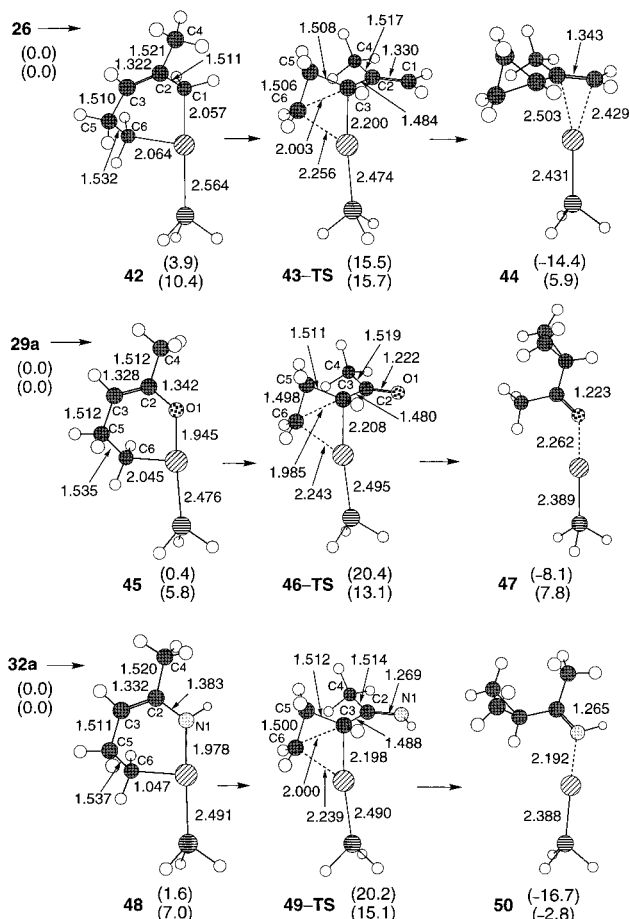 26
(0.0)
(0.0)
C4
1.521
1.322
1.511
C3
C2
C1
1.510
C5
C6
2.057
2.064
1.532
2.564
42
(3.9)
(10.4)
1.508
1.517
C5
C4
1.330
C1
1.506
C6
C2
C3
1.484
2.200
2.003
2.256
2.474
43–TS
(15.5)
(15.7)
1.343
2.503
2.429
2.431
44
(–14.4)
(5.9)
29a
(0.0)
(0.0)
1.512
C4
1.328
1.342
C3
C2
O1
1.512
C5
C6
1.945
2.045
1.535
2.476
45
(0.4)
(5.8)
1.511
1.519
C4
1.222
C5
C3
O1
1.498
C2
C6
1.480
2.208
1.985
2.243
2.495
46–TS
(20.4)
(13.1)
1.223
2.262
2.389
47
(–8.1)
(7.8)
32a
(0.0)
(0.0)
1.520
C4
1.332
1.383
C3
C2
1.511
N1
C5
C6
1.978
1.537
1.047
2.491
48
(1.6)
(7.0)
1.512
1.514
1.269
C4
C2
N1
C5
C3
1.500
C6
1.488
2.198
2.000
2.239
2.490
49–TS
(20.2)
(15.1)
1.265
2.192
2.388
50
(–16.7)
(–2.8)